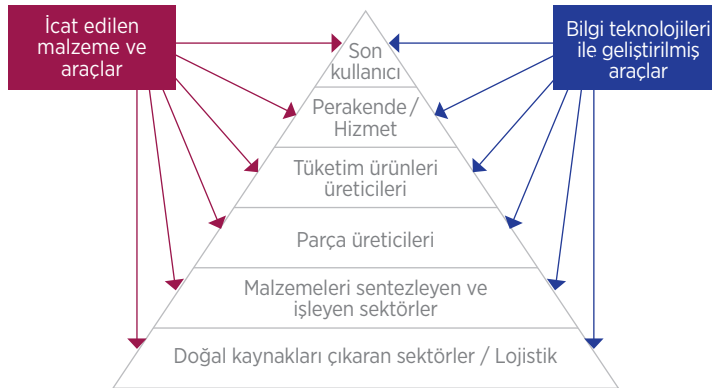 İcat edilen
malzeme ve
araçlar
Bilgi teknolojileri
ile geliştirilmiş
araçlar
Son
kullanıcı
Perakende /
Hizmet
Tüketim ürünleri
üreticileri
Parça üreticileri
Malzemeleri sentezleyen ve
işleyen sektörler
Doğal kaynakları çıkaran sektörler / Lojistik